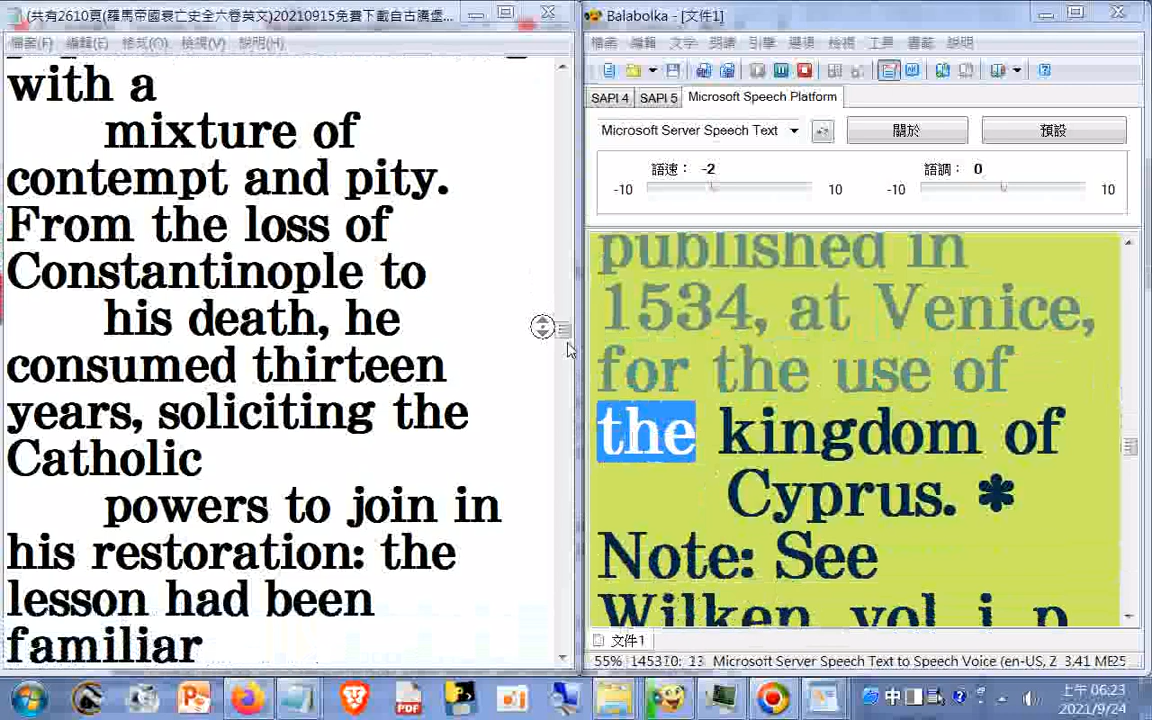 (共有2610頁(羅馬帝國衰亡史全六卷英文)20210915免費下載自古騰堡...
檔案(F) 編輯(E) 格式(O) 檢視(V) 說明(H)
with a
mixture of
contempt and pity.
From the loss of
Constantinople to
his death, he
consumed thirteen
years, soliciting the
Catholic
powers to join in
his restoration: the
lesson had been
familiar
Balabolka - [文件1]
檔案 編輯 文字 朗讀 引擎 選項 檢視 工具 書籤 說明
SAPI 4 SAPI 5 Microsoft Speech Platform
Microsoft Server Speech Text 關於 預設
語速: -2 語調: 0
-10 10 -10 10
published in
1534, at Venice,
for the use of
the kingdom of
Cyprus. *
Note: See
Wilken, vol. i. p.
文件1
55% 145310: 13 Microsoft Server Speech Text to Speech Voice (en-US, Z 3.41 ME25
中
上午 06:23
2021/9/24